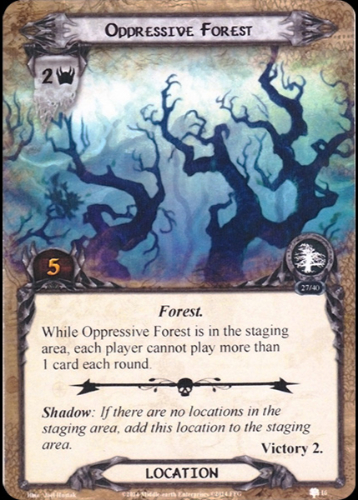 Oppressive Forest
2
5
27/40
Forest.
While Oppressive Forest is in the staging
area, each player cannot play more than
1 card each round.
Shadow: If there are no locations in the
staging area, add this location to the staging
area.
Victory 2.
LOCATION